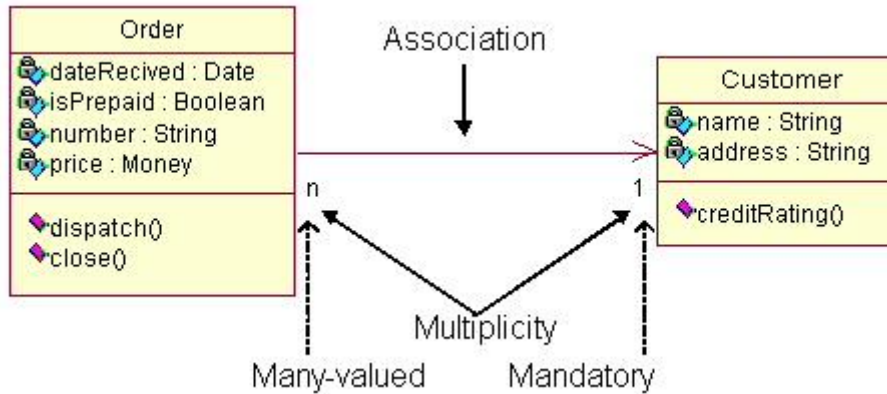 Order
dateRecived : Date
isPrepaid : Boolean
number : String
price : Money
dispatch()
close()
Association
n
1
Multiplicity
Many-valued
Mandatory
Customer
name : String
address : String
creditRating()